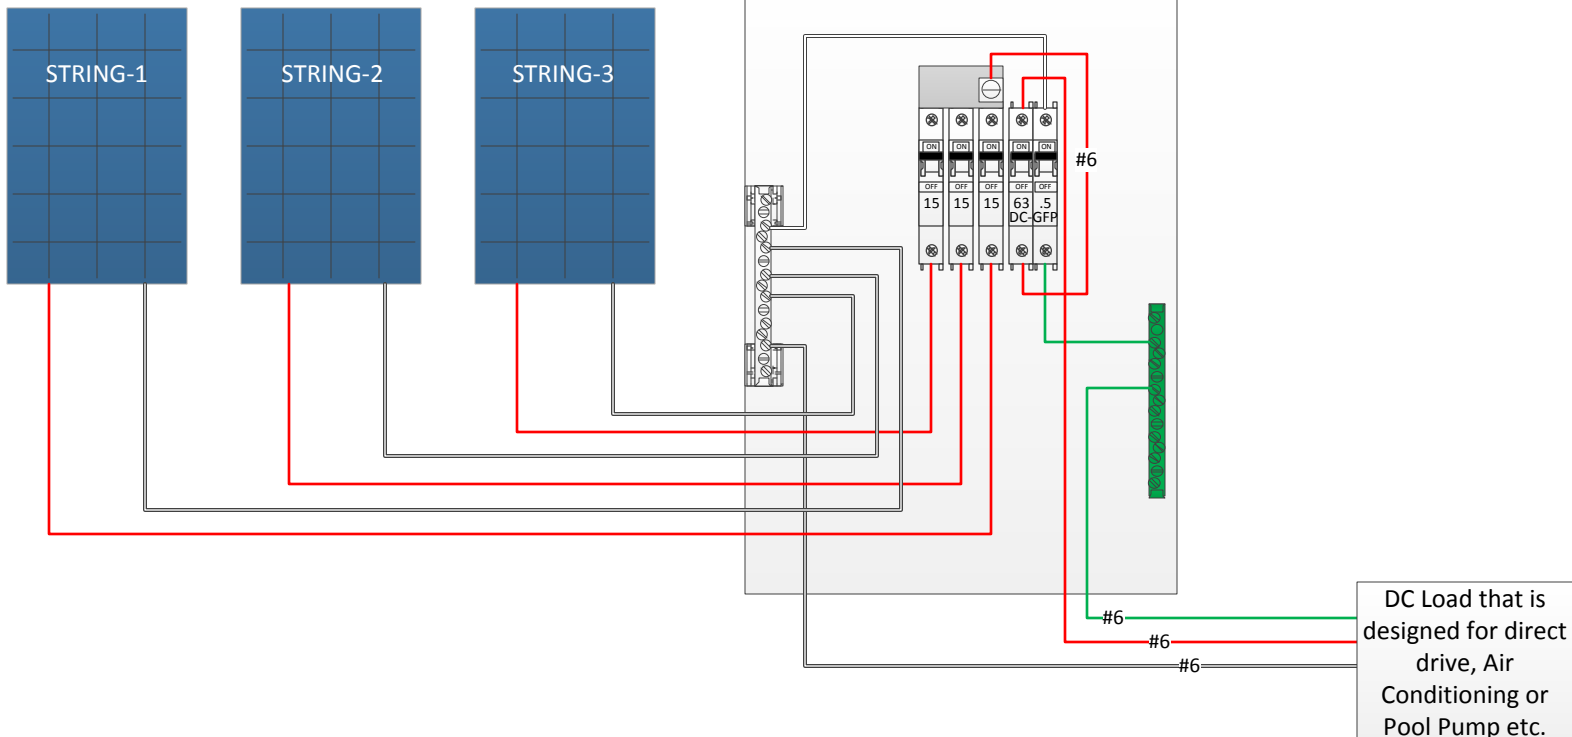 STRING-1
STRING-2
STRING-3
ON
ON
ON
ON
ON
OFF
OFF
OFF
OFF
OFF
15
15
15
63
.5
DC-GFP
#6
#6
#6
#6
DC Load that is
designed for direct
drive, Air
Conditioning or
Pool Pump etc.